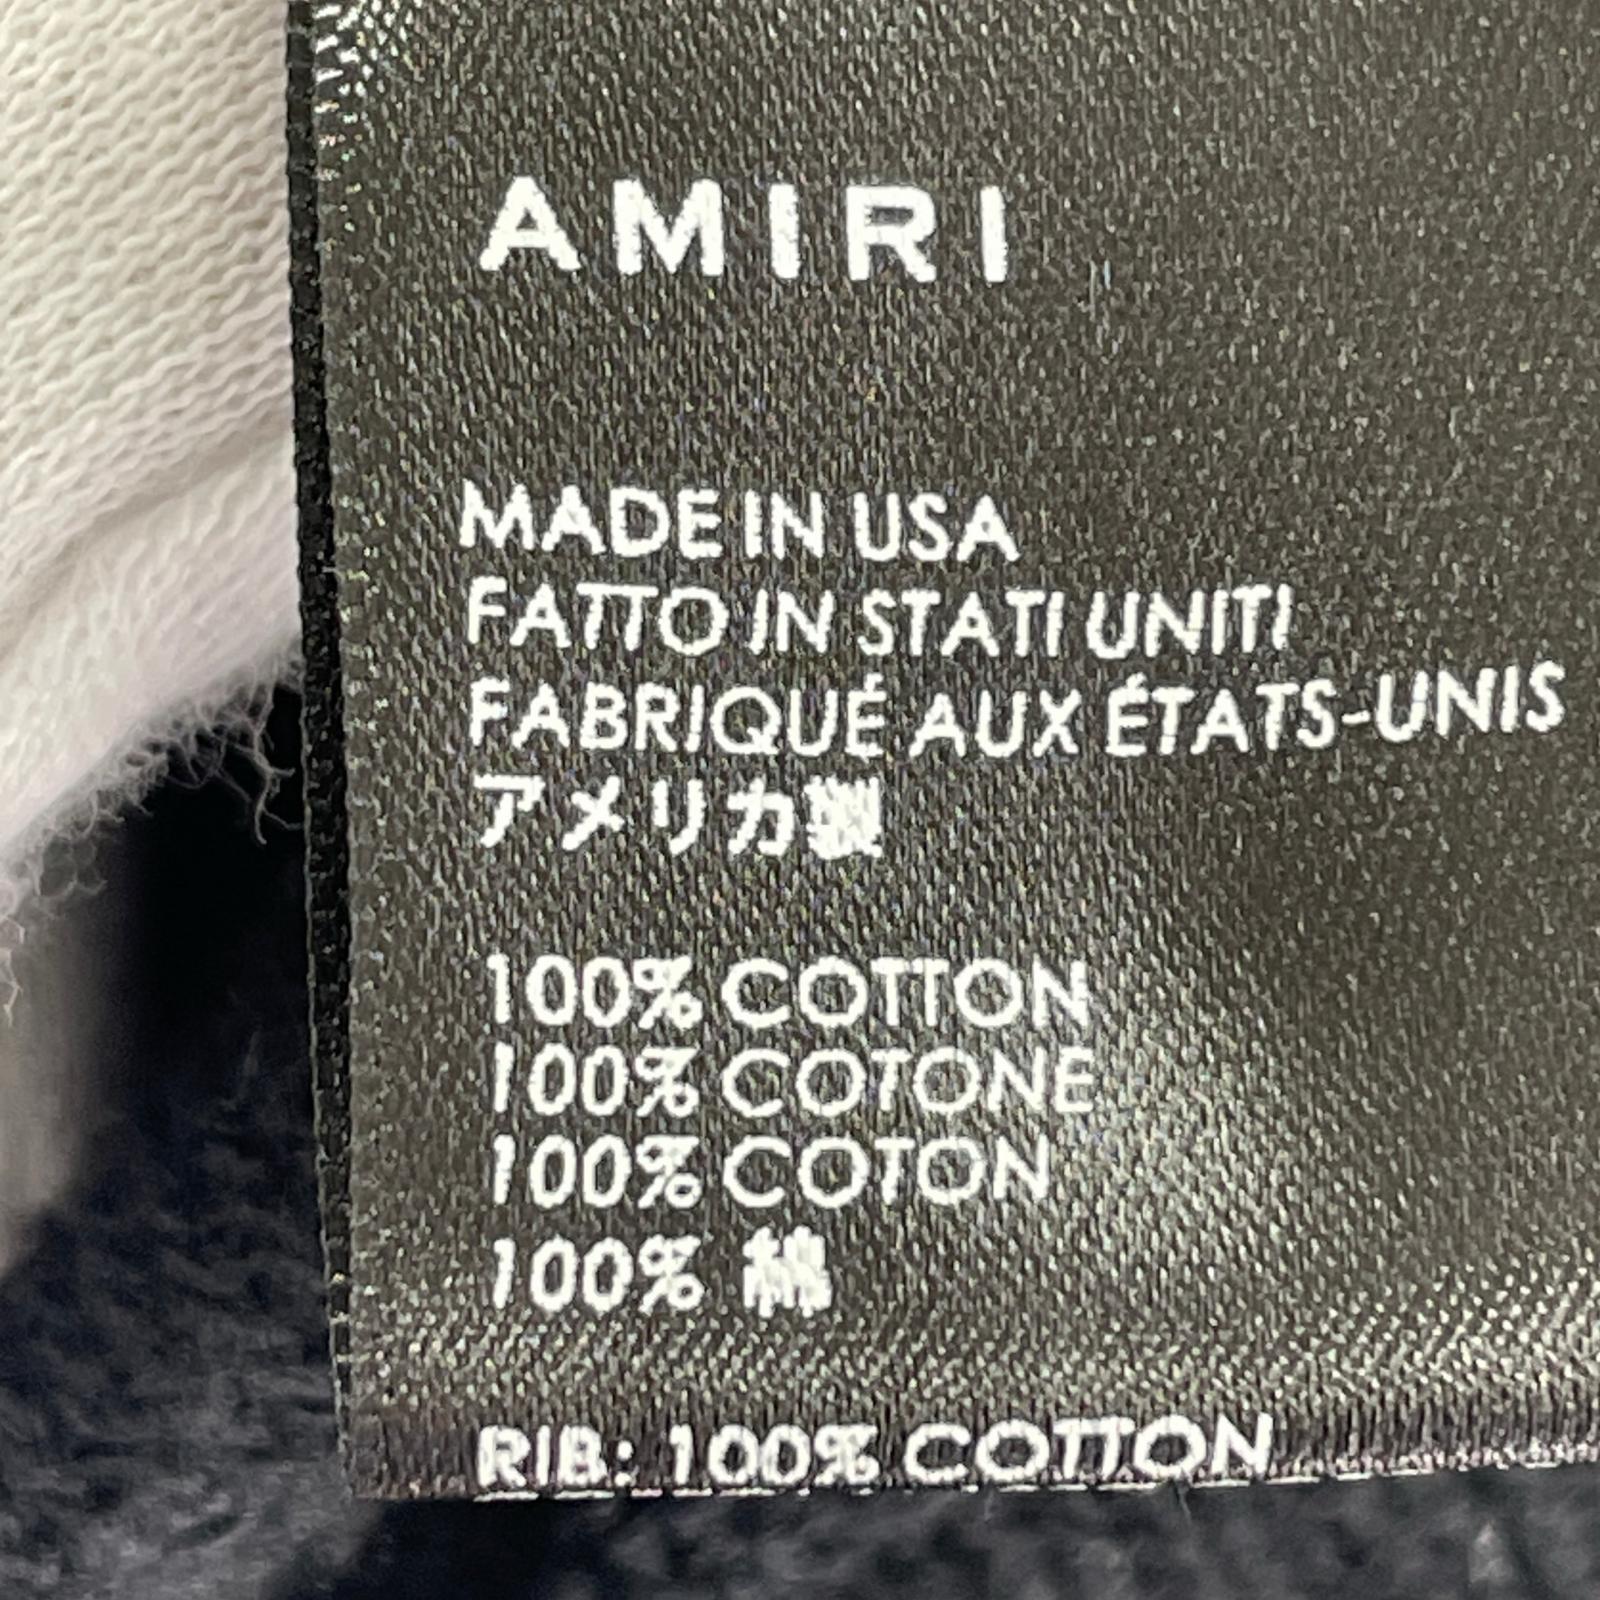 AMIRI
MADE IN USA
FATTO IN STATI UNITI
FABRIQUÉ AUX ÉTATS-UNIS
アメリカ製
100% COTTON
100% COTONE
100% COTON
100% 綿
RIB: 100% COTTON